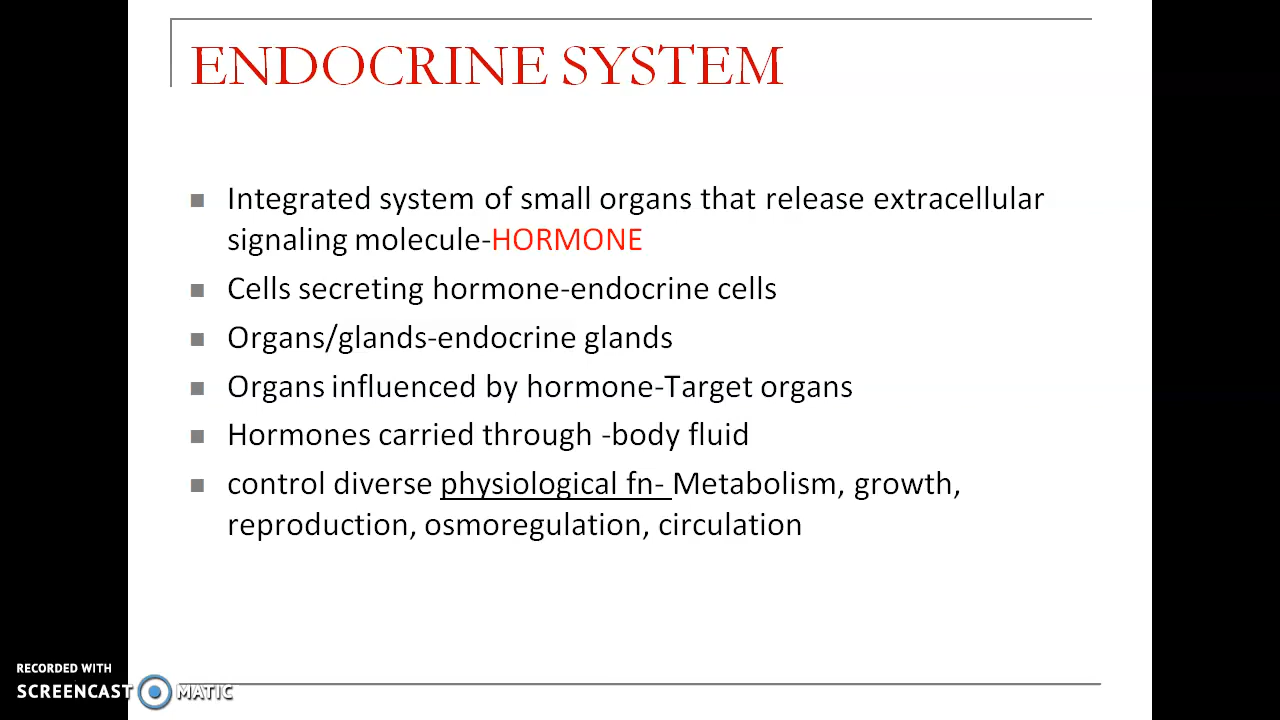 ENDOCRINE SYSTEM
Integrated system of small organs that release extracellular
signaling molecule-HORMONE
Cells secreting hormone-endocrine cells
Organs/glands-endocrine glands
Organs influenced by hormone-Target organs
Hormones carried through -body fluid
control diverse physiological fn- Metabolism, growth,
reproduction, osmoregulation, circulation
RECORDED WITH
SCREENCAST MATIC